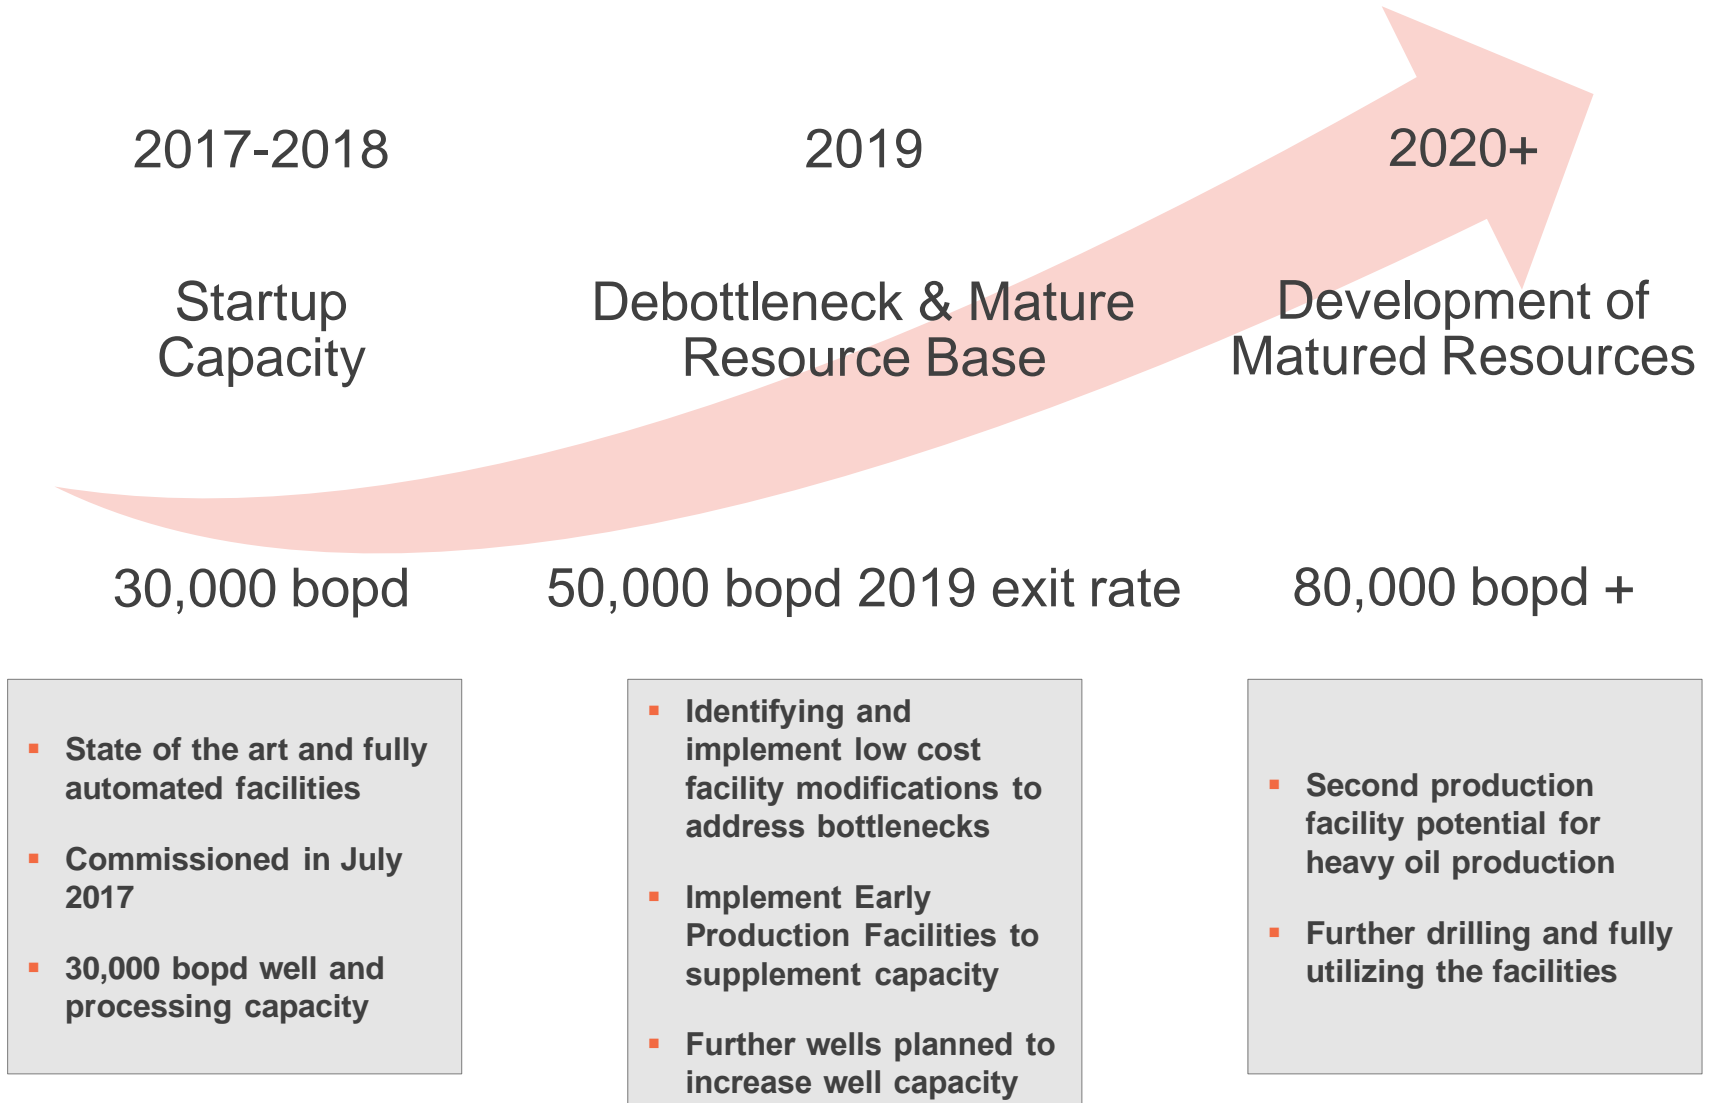 2017-2018
2019
2020+
Startup
Capacity
Debottleneck & Mature
Resource Base
Development of
Matured Resources
30,000 bopd
50,000 bopd 2019 exit rate
80,000 bopd +
▪ State of the art and fully
automated facilities
▪ Commissioned in July
2017
▪ 30,000 bopd well and
processing capacity
▪ Identifying and
implement low cost
facility modifications to
address bottlenecks
▪ Implement Early
Production Facilities to
supplement capacity
▪ Further wells planned to
increase well capacity
▪ Second production
facility potential for
heavy oil production
▪ Further drilling and fully
utilizing the facilities